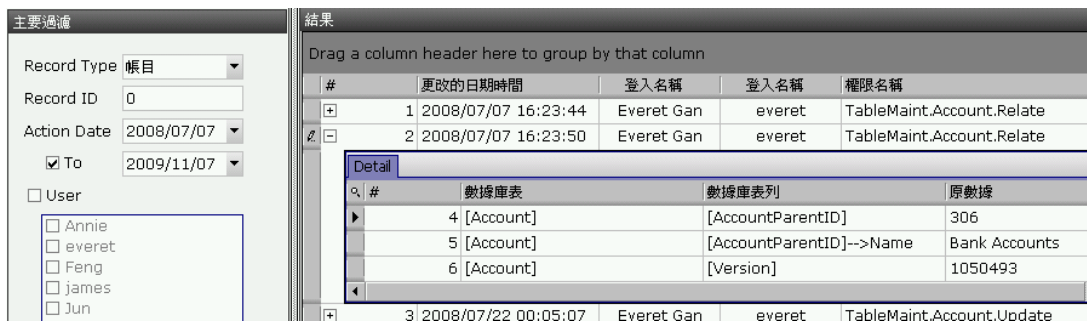 主要過濾
Record Type 帳目
Record ID 0
Action Date 2008/07/07
To 2009/11/07
User
Annie
everet
Feng
james
Jun
結果
Drag a column header here to group by that column
# 更改的日期時間 登入名稱 登入名稱 權限名稱
1 2008/07/07 16:23:44 Everet Gan everet TableMaint.Account.Relate
2 2008/07/07 16:23:50 Everet Gan everet TableMaint.Account.Relate
Detail
# 數據庫表 數據庫表列 原數據
4 [Account] [AccountParentID] 306
5 [Account] [AccountParentID]-->Name Bank Accounts
6 [Account] [Version] 1050493
3 2008/07/22 00:05:07 Everet Gan everet TableMaint.Account.Update